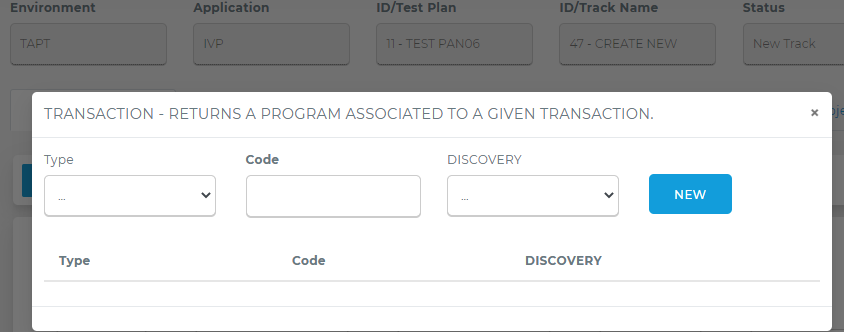 Environment Application ID/Test Plan ID/Track Name Status
TAPT IVP 11 - TEST PAN06 47 - CREATE NEW New Track
TRANSACTION - RETURNS A PROGRAM ASSOCIATED TO A GIVEN TRANSACTION. ×
Type Code DISCOVERY
... ... NEW
Type Code DISCOVERY